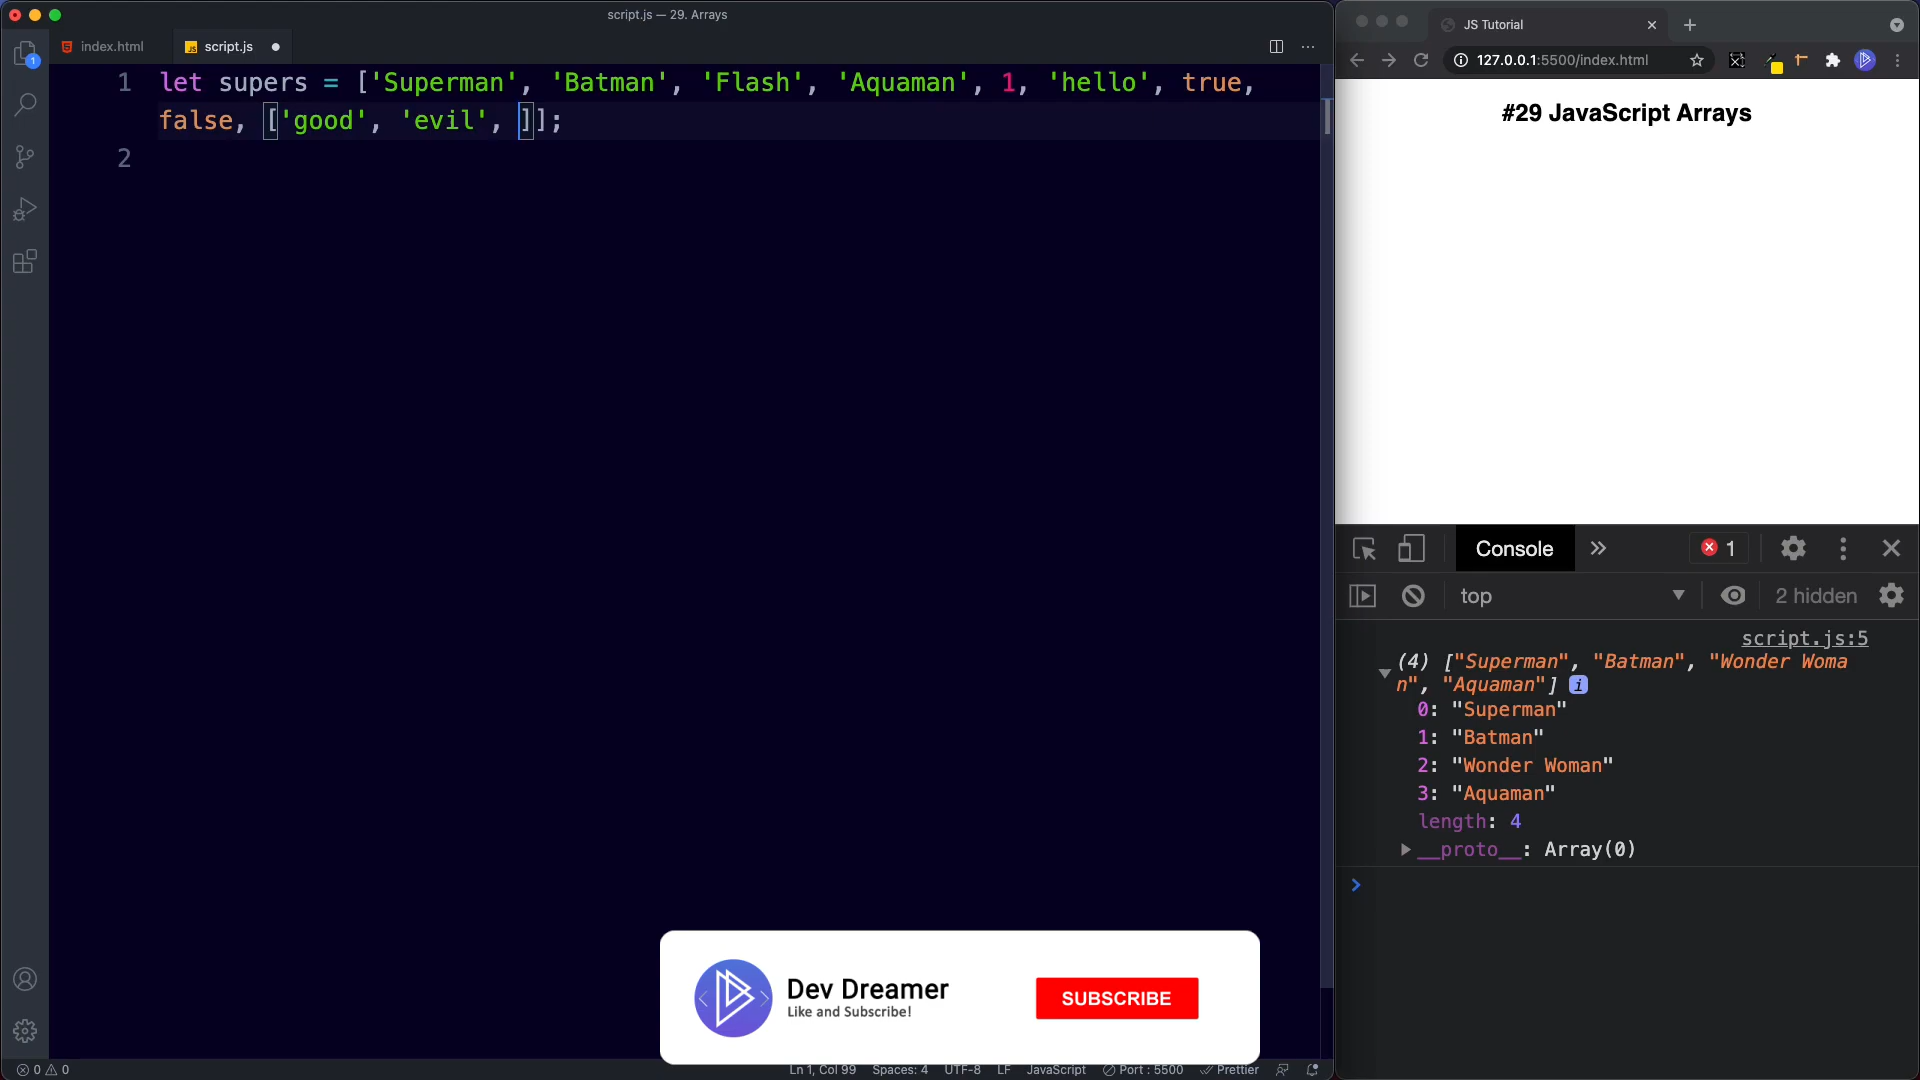 script.js — 29. Arrays
index.html
script.js
1
1 let supers = ['Superman', 'Batman', 'Flash', 'Aquaman', 1, 'hello', true,
false, ['good', 'evil', ]];
2
JS Tutorial
127.0.0.1:5500/index.html
#29 JavaScript Arrays
Console
1
top
2 hidden
script.js:5
(4) ["Superman", "Batman", "Wonder Woma
n", "Aquaman"] i
0: "Superman"
1: "Batman"
2: "Wonder Woman"
3: "Aquaman"
length: 4
__proto__: Array(0)
Dev Dreamer
Like and Subscribe!
SUBSCRIBE
0 0
Ln 1, Col 99 Spaces: 4 UTF-8 LF JavaScript Port : 5500 Prettier